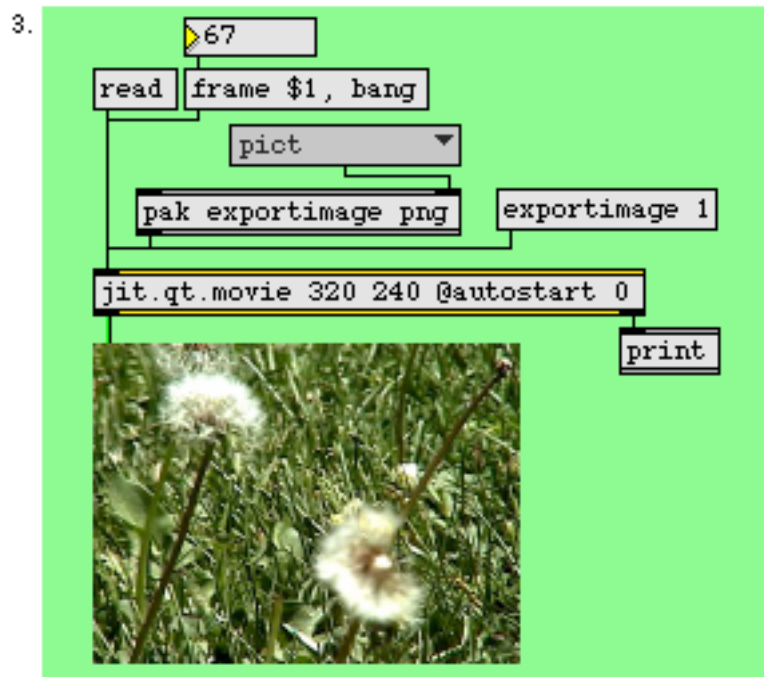 3.
67
read
frame $1, bang
pict
pak exportimage png
exportimage 1
jit.qt.movie 320 240 @autostart 0
print